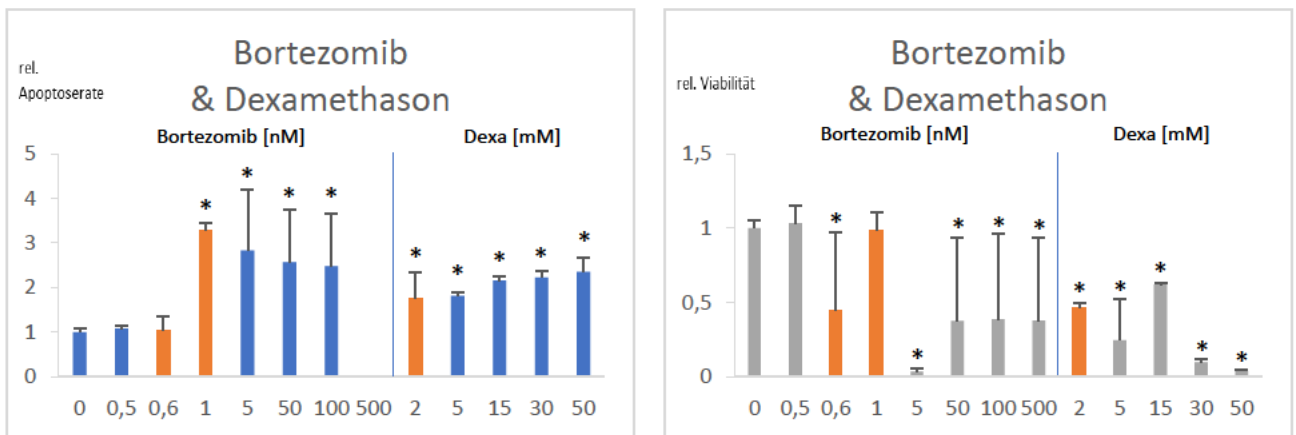 Bortezomib
& Dexamethason
rel.
Apoptoserate
Bortezomib [nM] Dexa [mM]
5
4
3
2
1
0
* * * * * * * * *
0 0,5 0,6 1 5 50 100 500 2 5 15 30 50
Bortezomib
& Dexamethason
rel. Viabilität
Bortezomib [nM] Dexa [mM]
1,5
1
0,5
0
* * * * * * * * * *
0 0,5 0,6 1 5 50 100 500 2 5 15 30 50